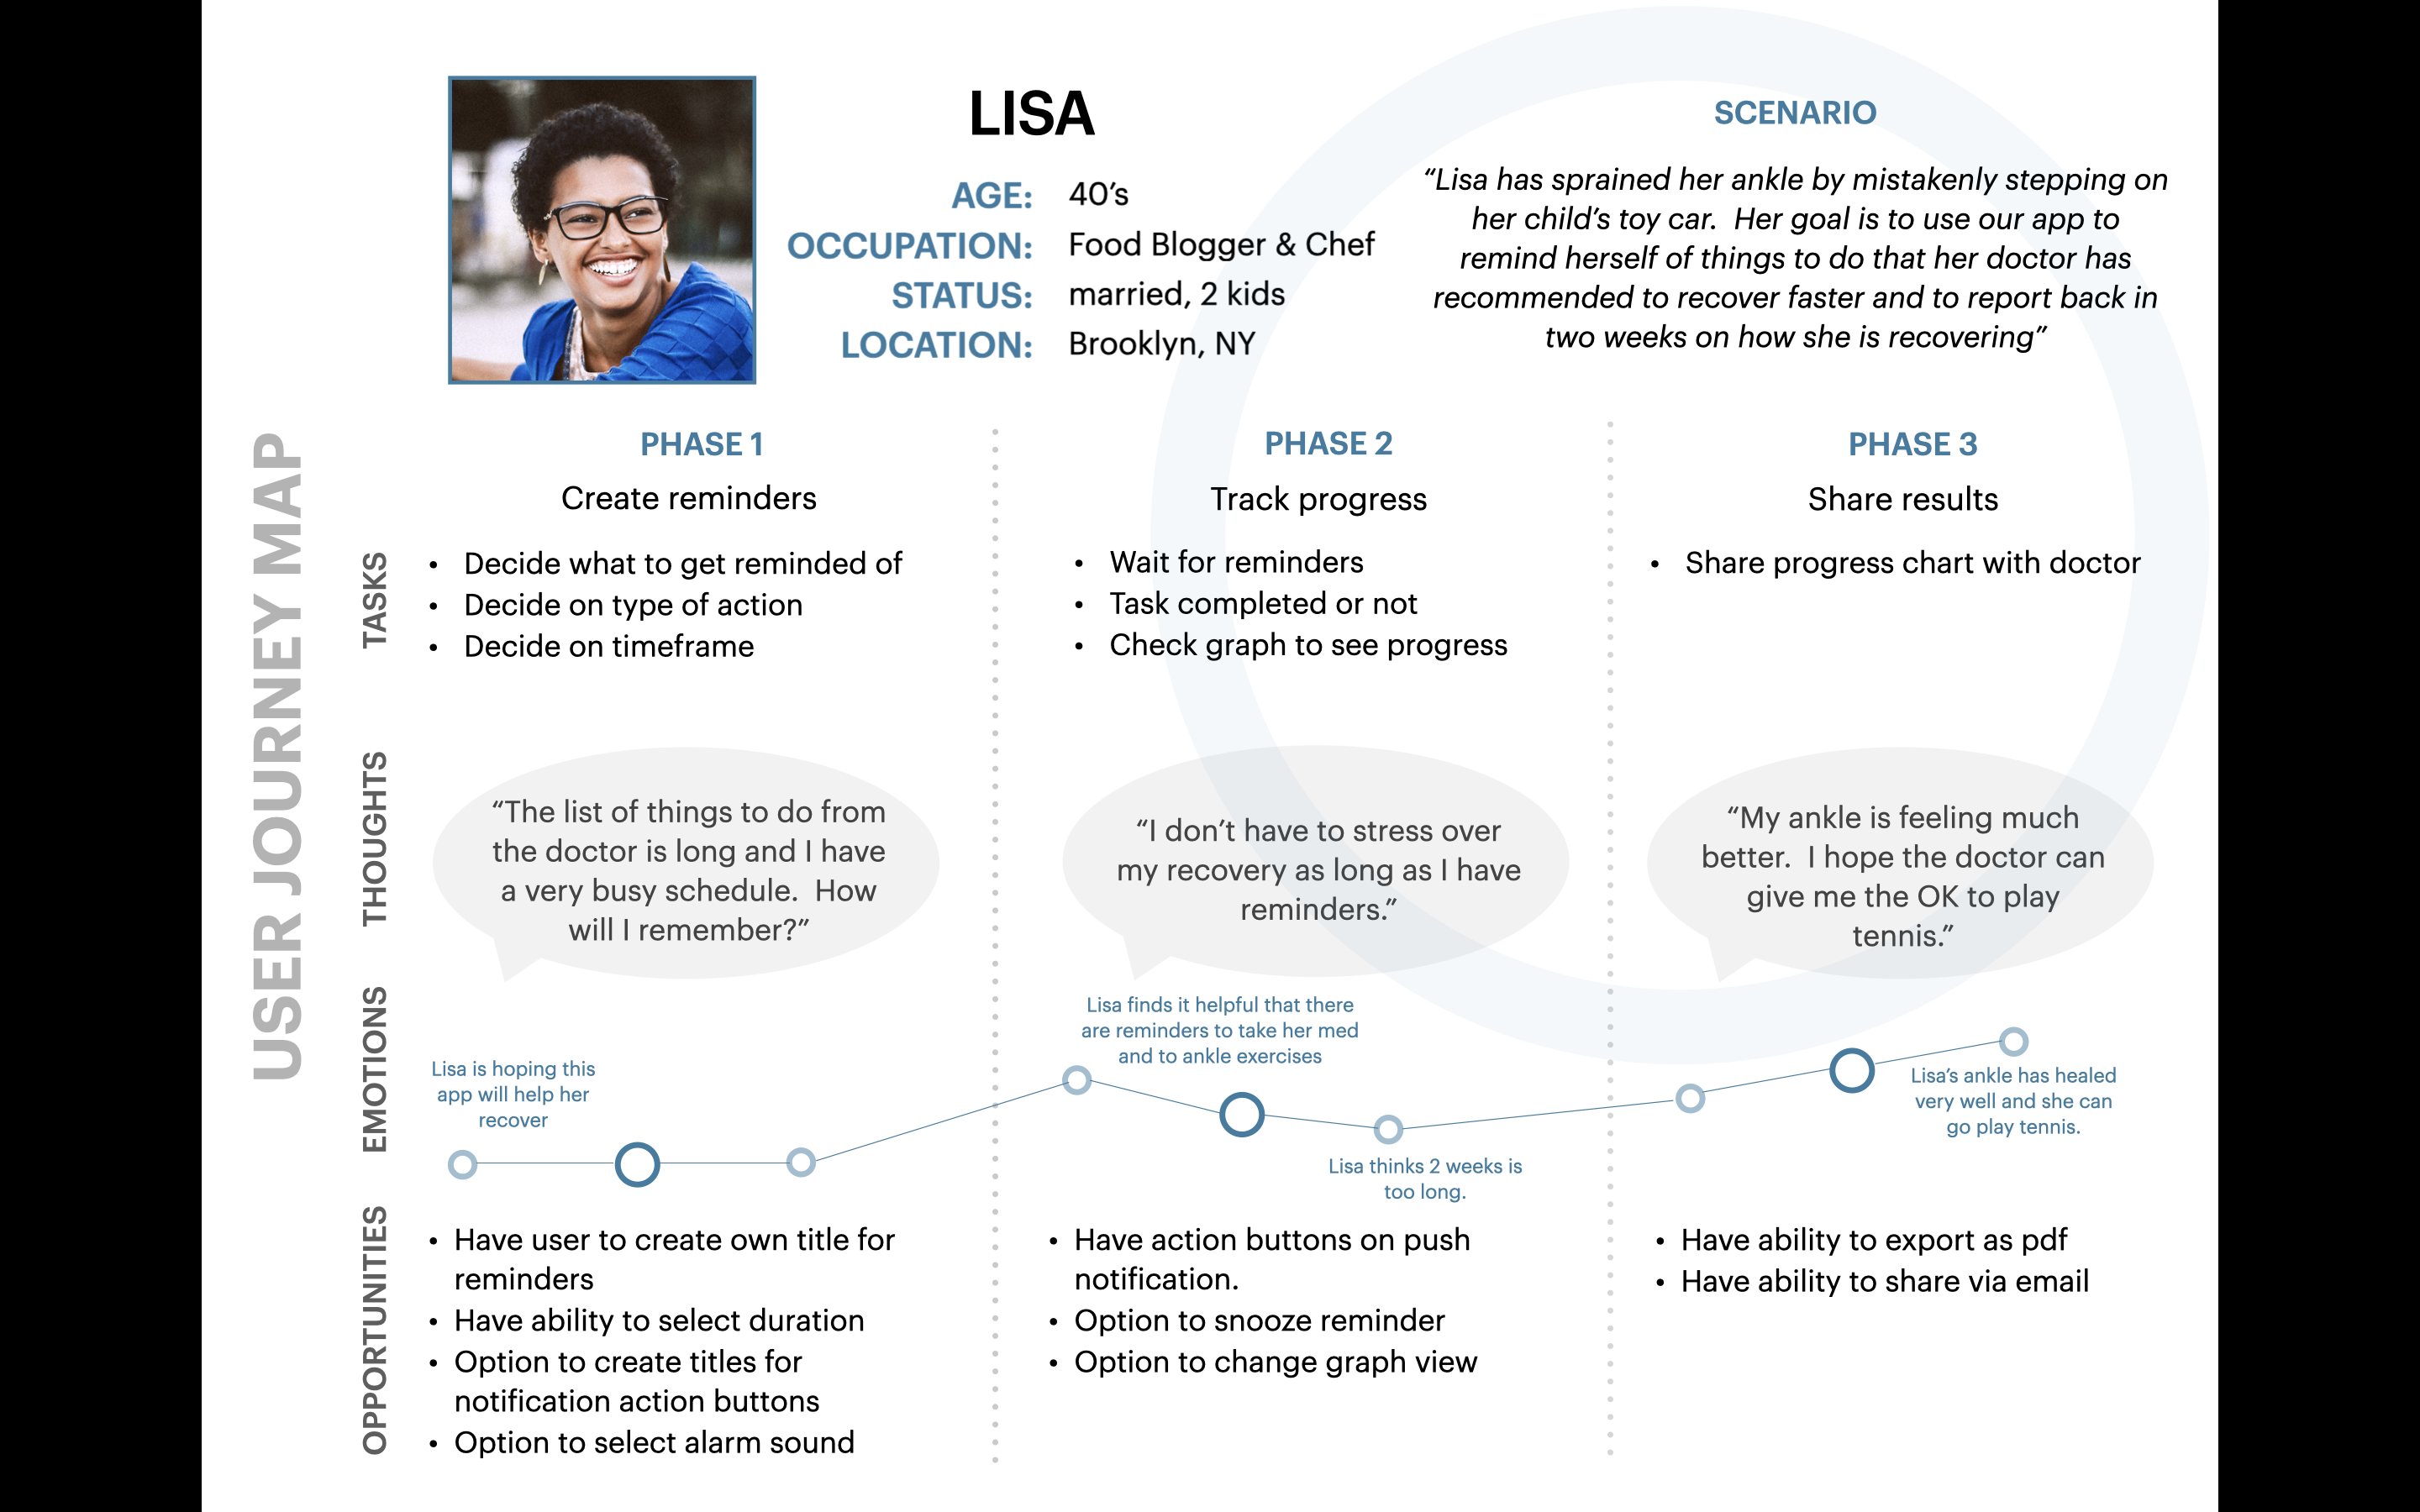 LISA
AGE: 40’s
OCCUPATION: Food Blogger & Chef
STATUS: married, 2 kids
LOCATION: Brooklyn, NY
SCENARIO
“Lisa has sprained her ankle by mistakenly stepping on
her child’s toy car.  Her goal is to use our app to
remind herself of things to do that her doctor has
recommended to recover faster and to report back in
two weeks on how she is recovering”
USER JOURNEY MAP
PHASE 1
Create reminders
PHASE 2
Track progress
PHASE 3
Share results
TASKS
• Decide what to get reminded of
• Decide on type of action
• Decide on timeframe
• Wait for reminders
• Task completed or not
• Check graph to see progress
• Share progress chart with doctor
THOUGHTS
“The list of things to do from
the doctor is long and I have
a very busy schedule.  How
will I remember?”
“I don’t have to stress over
my recovery as long as I have
reminders.”
“My ankle is feeling much
better.  I hope the doctor can
give me the OK to play
tennis.”
EMOTIONS
Lisa is hoping this
app will help her
recover
Lisa finds it helpful that there
are reminders to take her med
and to ankle exercises
Lisa thinks 2 weeks is
too long.
Lisa’s ankle has healed
very well and she can
go play tennis.
OPPORTUNITIES
• Have user to create own title for
reminders
• Have ability to select duration
• Option to create titles for
notification action buttons
• Option to select alarm sound
• Have action buttons on push
notification.
• Option to snooze reminder
• Option to change graph view
• Have ability to export as pdf
• Have ability to share via email